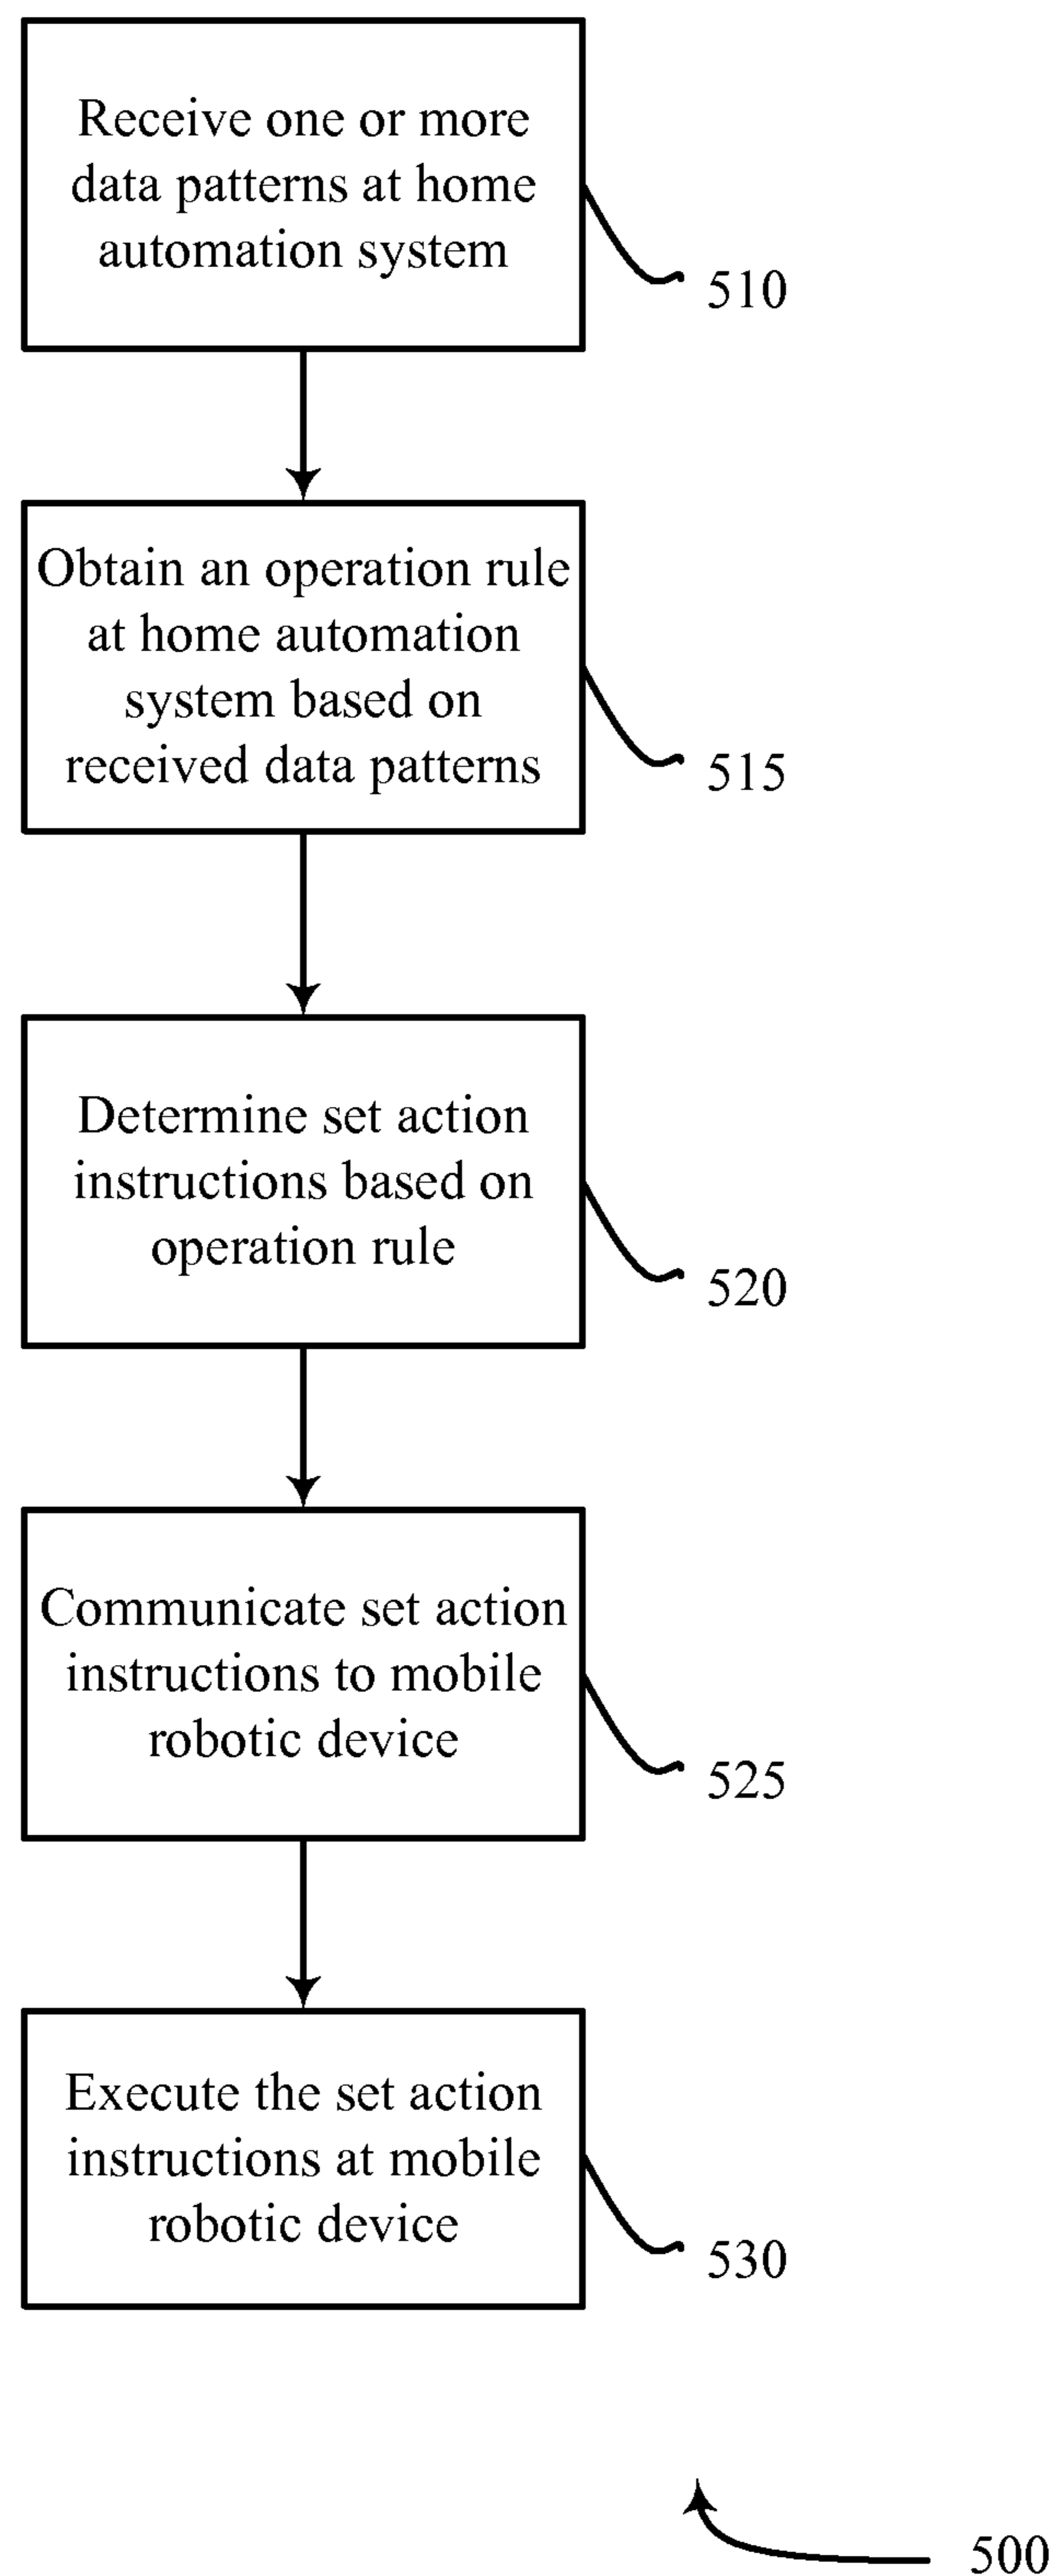 Receive one or more
data patterns at home
automation system
510
Obtain an operation rule
at home automation
system based on
received data patterns
515
Determine set action
instructions based on
operation rule
520
Communicate set action
instructions to mobile
robotic device
525
Execute the set action
instructions at mobile
robotic device
530
500